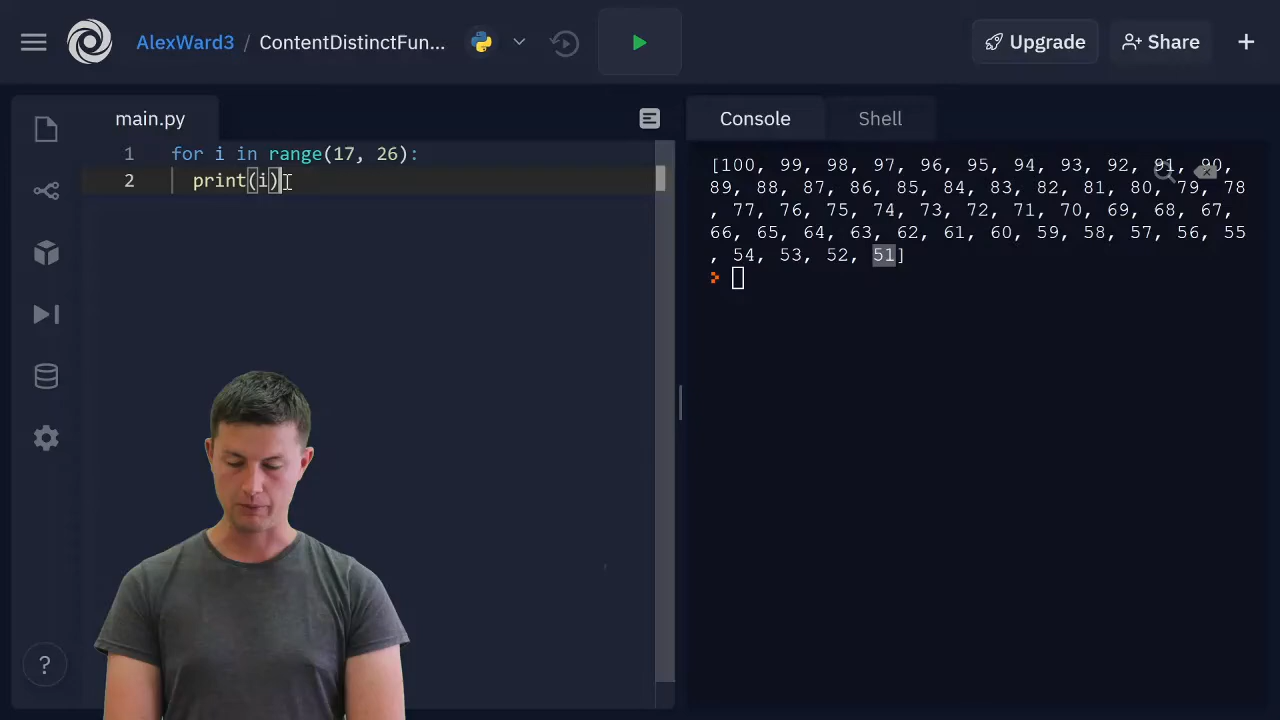 AlexWard3 / ContentDistinctFun...
Upgrade
Share
main.py
Console
Shell
1 for i in range(17, 26):
2 print(i)
[100, 99, 98, 97, 96, 95, 94, 93, 92, 91, 90,
89, 88, 87, 86, 85, 84, 83, 82, 81, 80, 79, 78
, 77, 76, 75, 74, 73, 72, 71, 70, 69, 68, 67,
66, 65, 64, 63, 62, 61, 60, 59, 58, 57, 56, 55
, 54, 53, 52, 51]
?